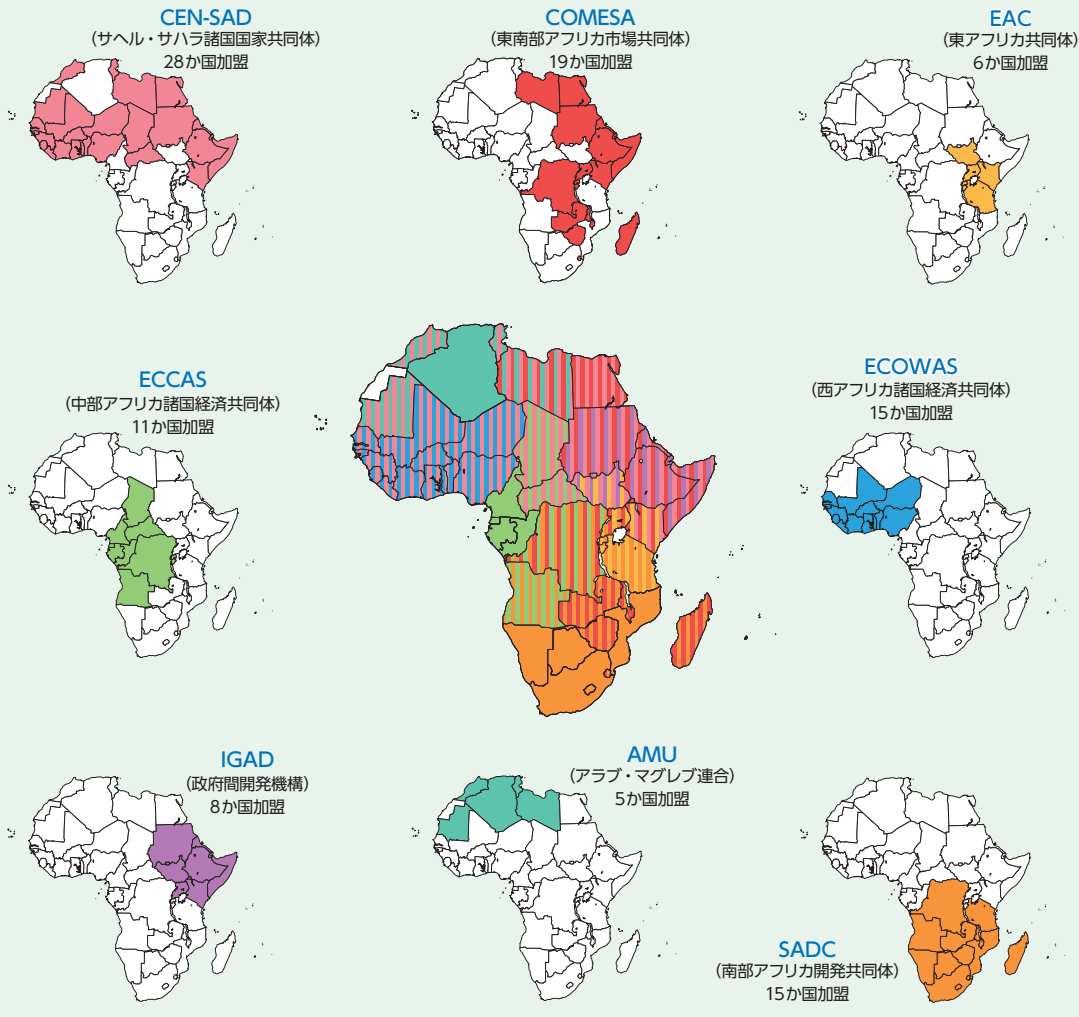 CEN-SAD
（サヘル・サハラ諸国国家共同体）
28か国加盟
COMESA
（東南部アフリカ市場共同体）
19か国加盟
EAC
（東アフリカ共同体）
6か国加盟
ECCAS
（中部アフリカ諸国経済共同体）
11か国加盟
ECOWAS
（西アフリカ諸国経済共同体）
15か国加盟
IGAD
（政府間開発機構）
8か国加盟
AMU
（アラブ・マグレブ連合）
5か国加盟
SADC
（南部アフリカ開発共同体）
15か国加盟